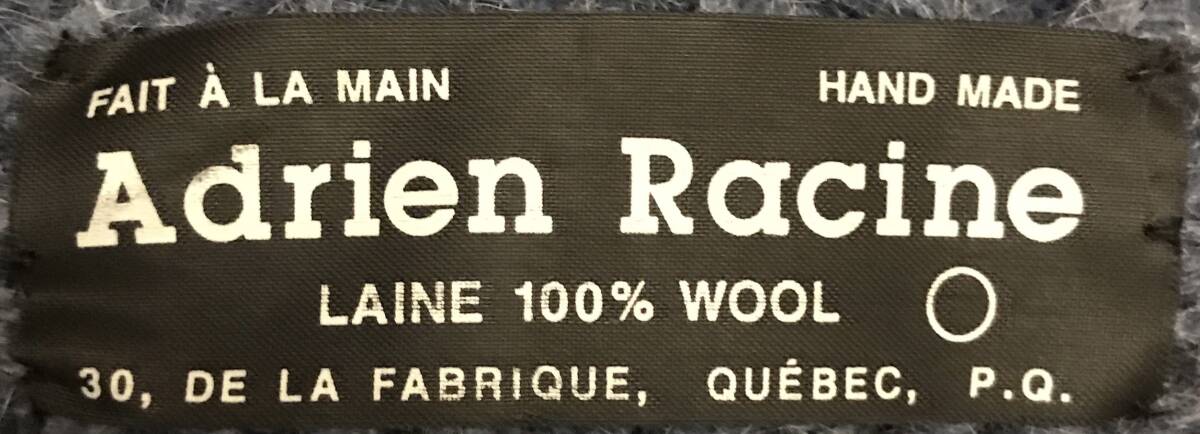 FAIT À LA MAIN HAND MADE
Adrien Racine
LAINE 100% WOOL
30, DE LA FABRIQUE, QUÉBEC, P.Q.